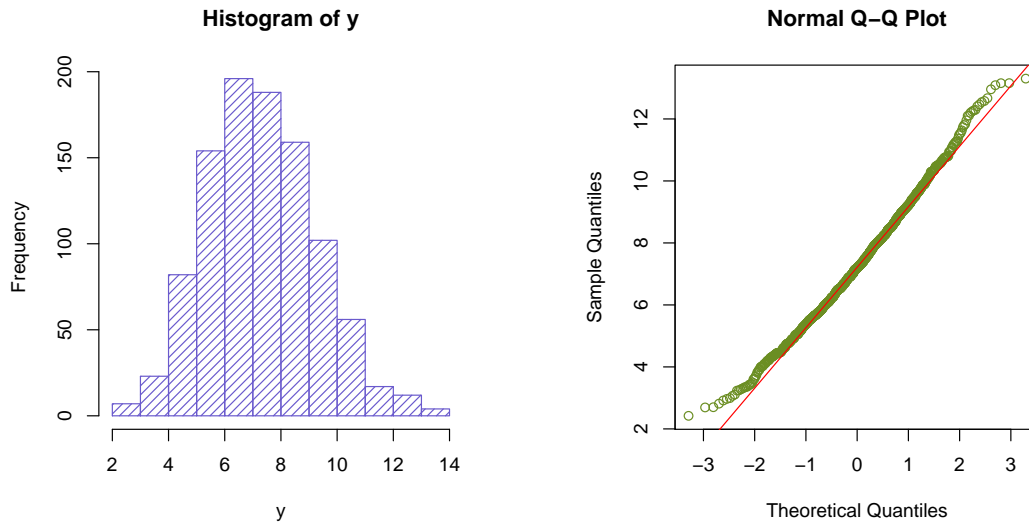 Histogram of y
Frequency
200
150
100
50
0
2 4 6 8 10 12 14
y
Normal Q−Q Plot
Sample Quantiles
12
10
8
6
4
2
−3 −2 −1 0 1 2 3
Theoretical Quantiles